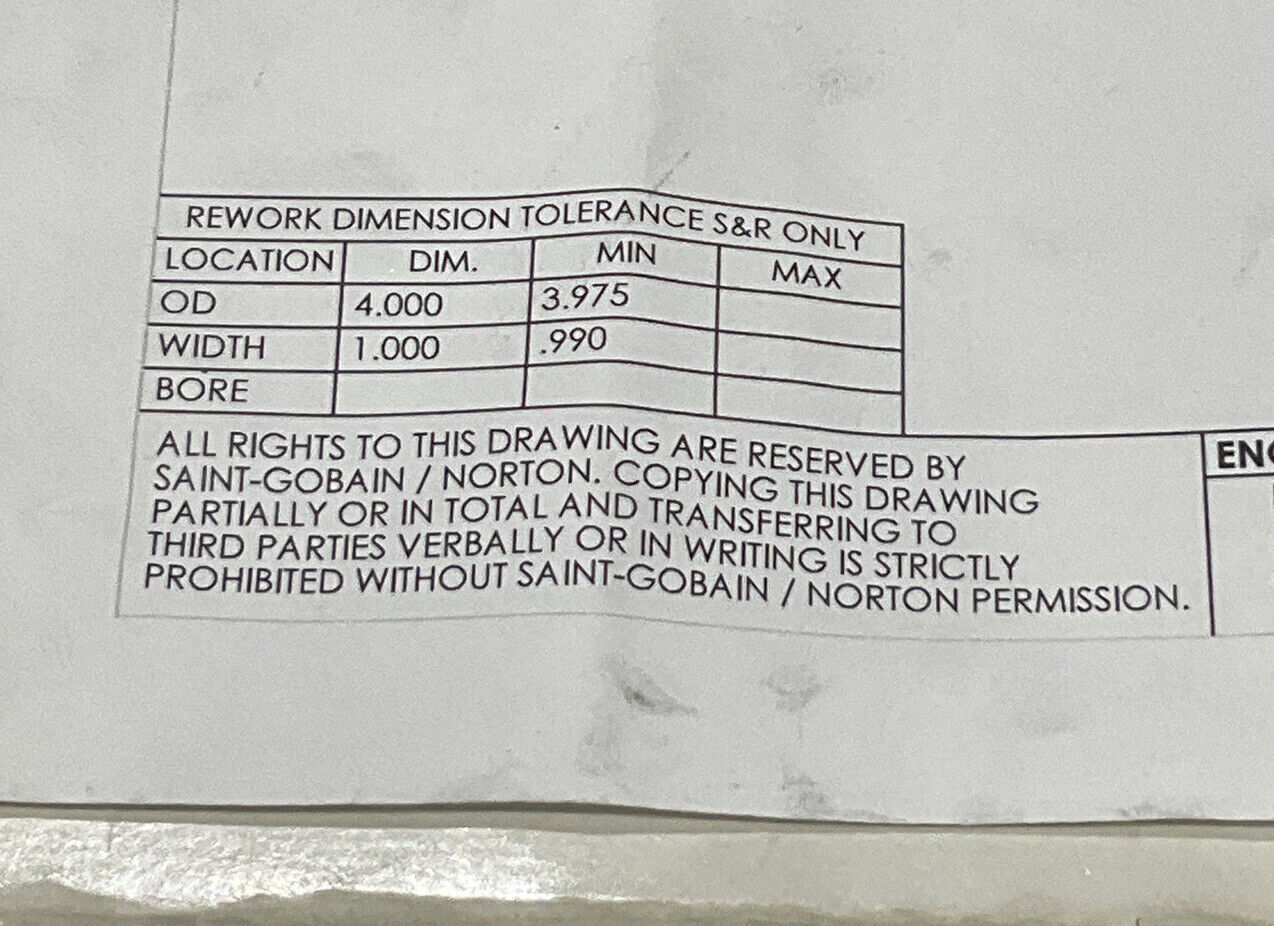 REWORK DIMENSION TOLERANCE S&R ONLY
LOCATION DIM. MIN MAX
OD 4.000 3.975
WIDTH 1.000 .990
BORE
ALL RIGHTS TO THIS DRAWING ARE RESERVED BY
SAINT-GOBAIN / NORTON. COPYING THIS DRAWING
PARTIALLY OR IN TOTAL AND TRANSFERRING TO
THIRD PARTIES VERBALLY OR IN WRITING IS STRICTLY
PROHIBITED WITHOUT SAINT-GOBAIN / NORTON PERMISSION.